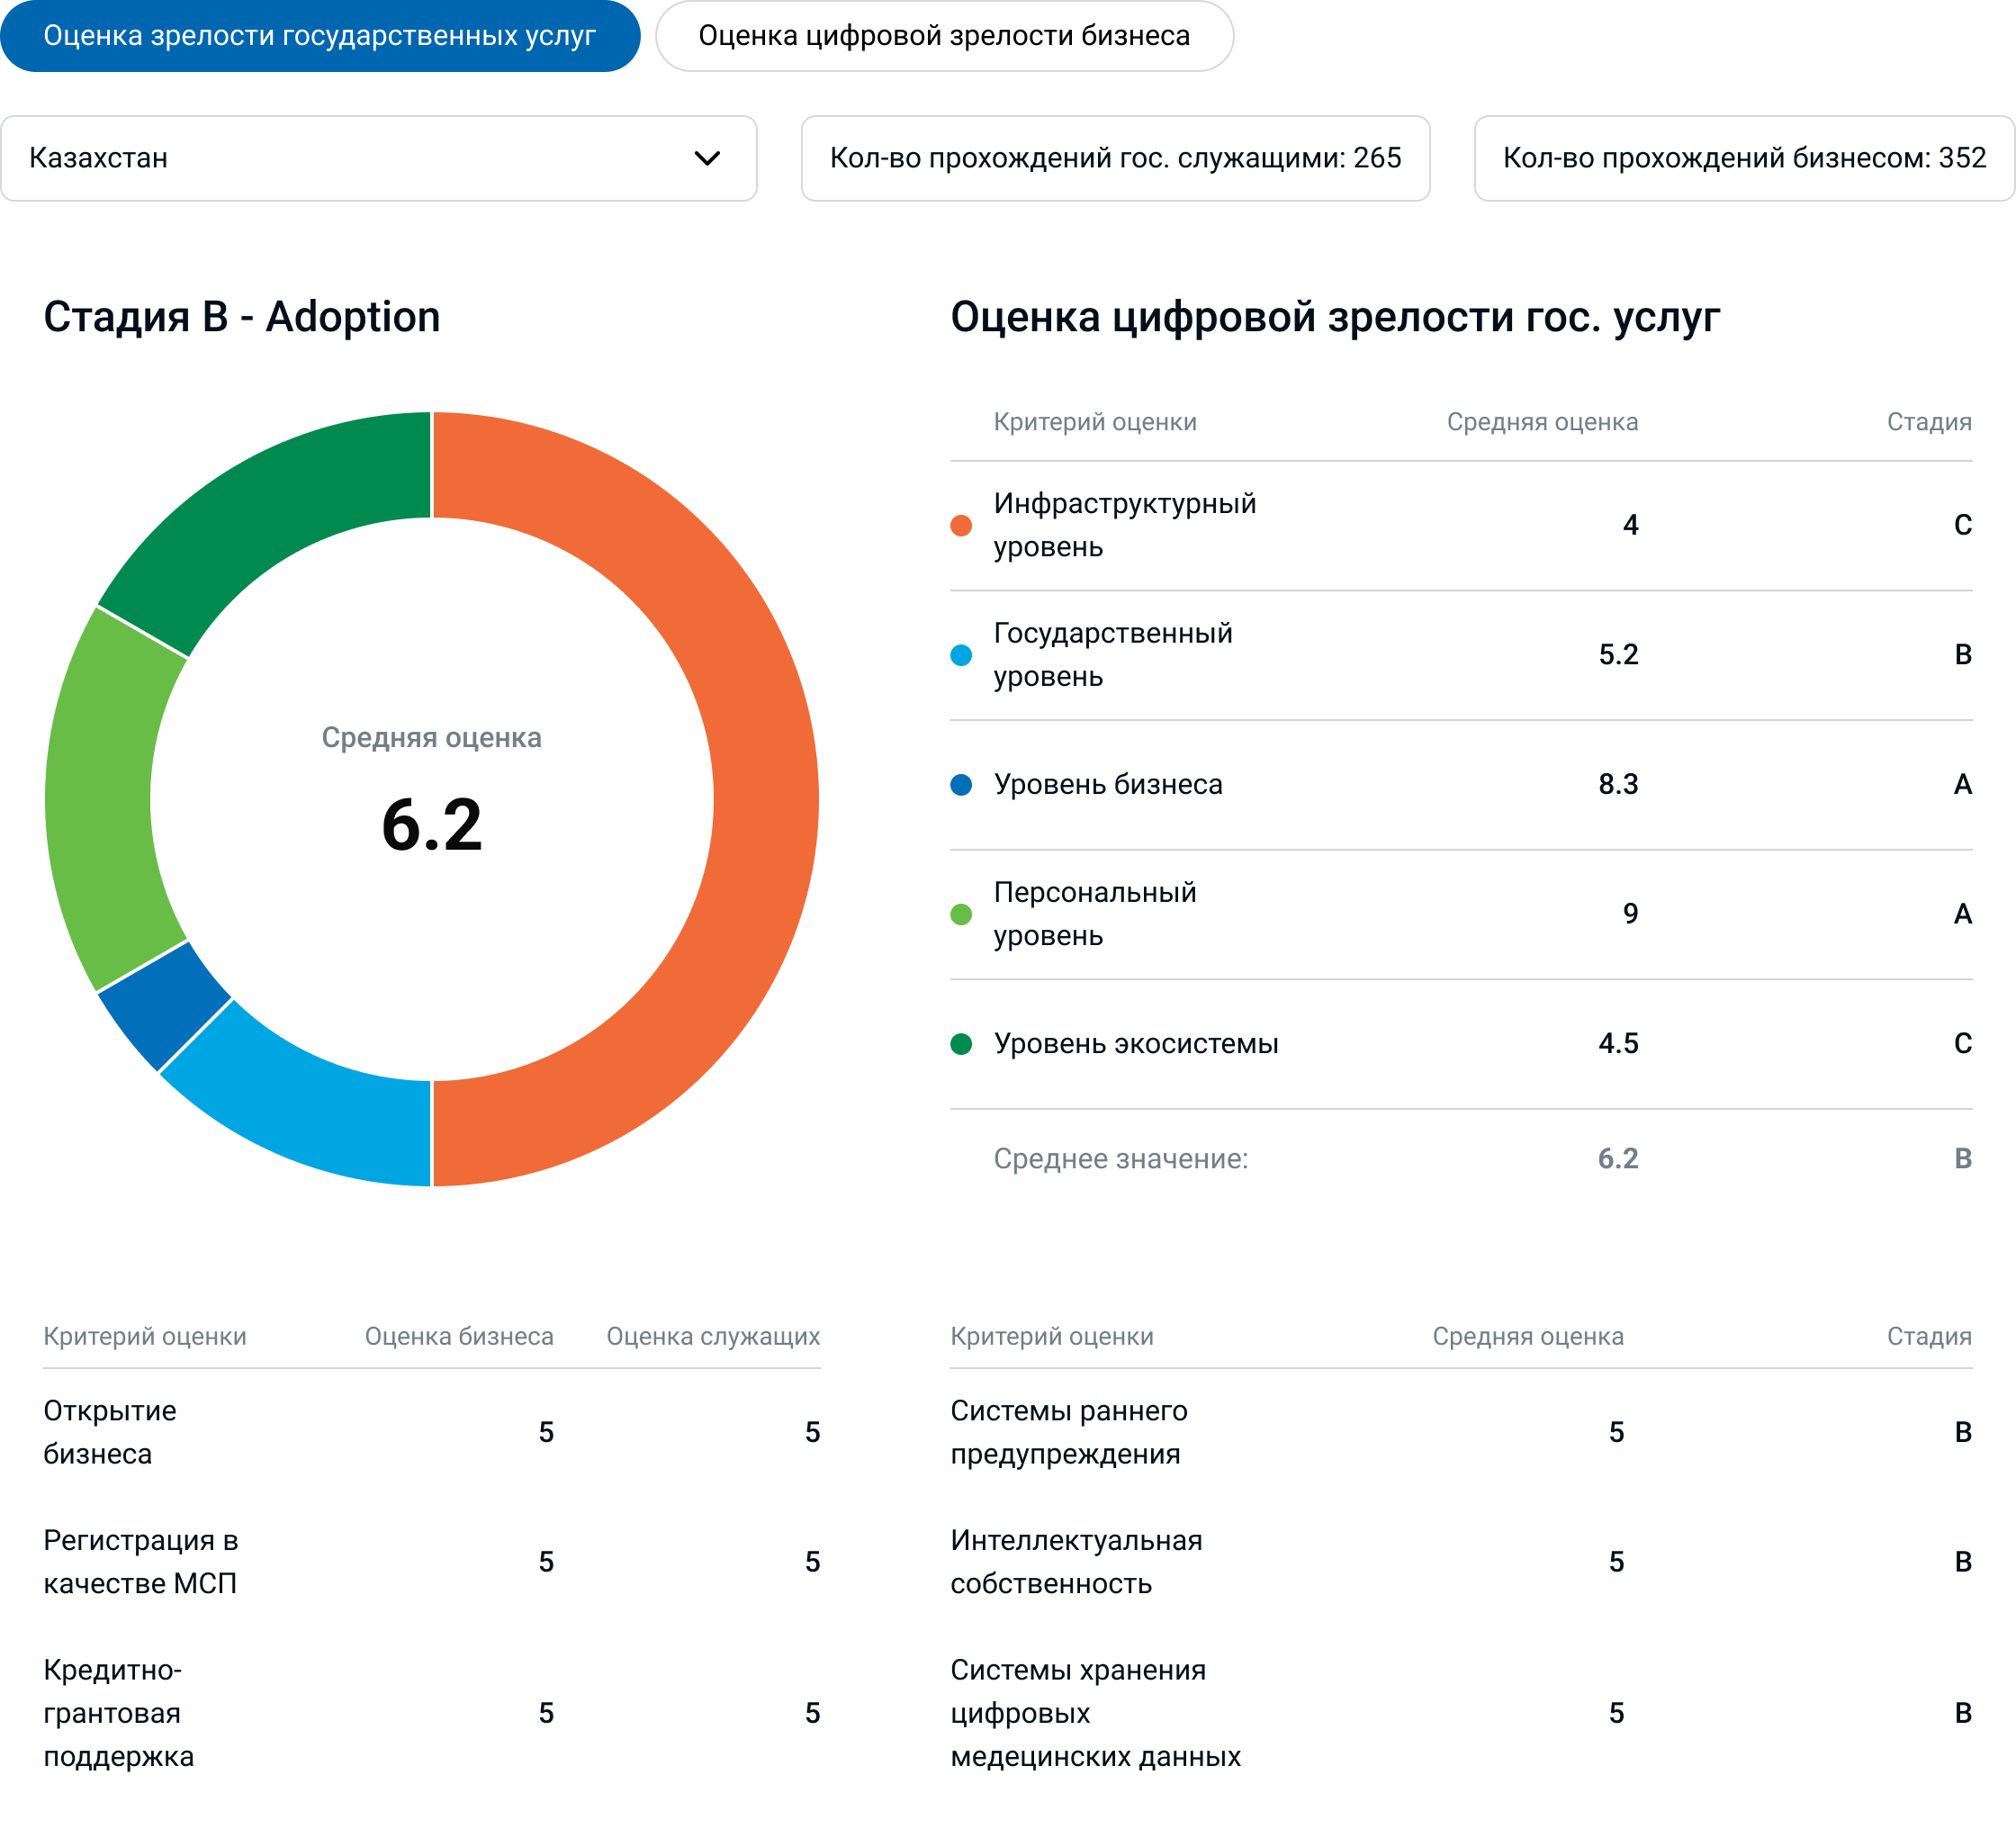 Оценка зрелости государственных услуг
Оценка цифровой зрелости бизнеса
Казахстан
Кол-во прохождений гос. служащими: 265
Кол-во прохождений бизнесом: 352
Стадия B - Adoption
Средняя оценка
6.2
Оценка цифровой зрелости гос. услуг
Критерий оценки Средняя оценка Стадия
Инфраструктурный
уровень
4 C
Государственный
уровень
5.2 B
Уровень бизнеса 8.3 A
Персональный
уровень
9 A
Уровень экосистемы 4.5 C
Среднее значение: 6.2 B
Критерий оценки Оценка бизнеса Оценка служащих
Открытие
бизнеса
5 5
Регистрация в
качестве МСП
5 5
Кредитно-
грантовая
поддержка
5 5
Критерий оценки Средняя оценка Стадия
Системы раннего
предупреждения
5 B
Интеллектуальная
собственность
5 B
Системы хранения
цифровых
медецинских данных
5 B